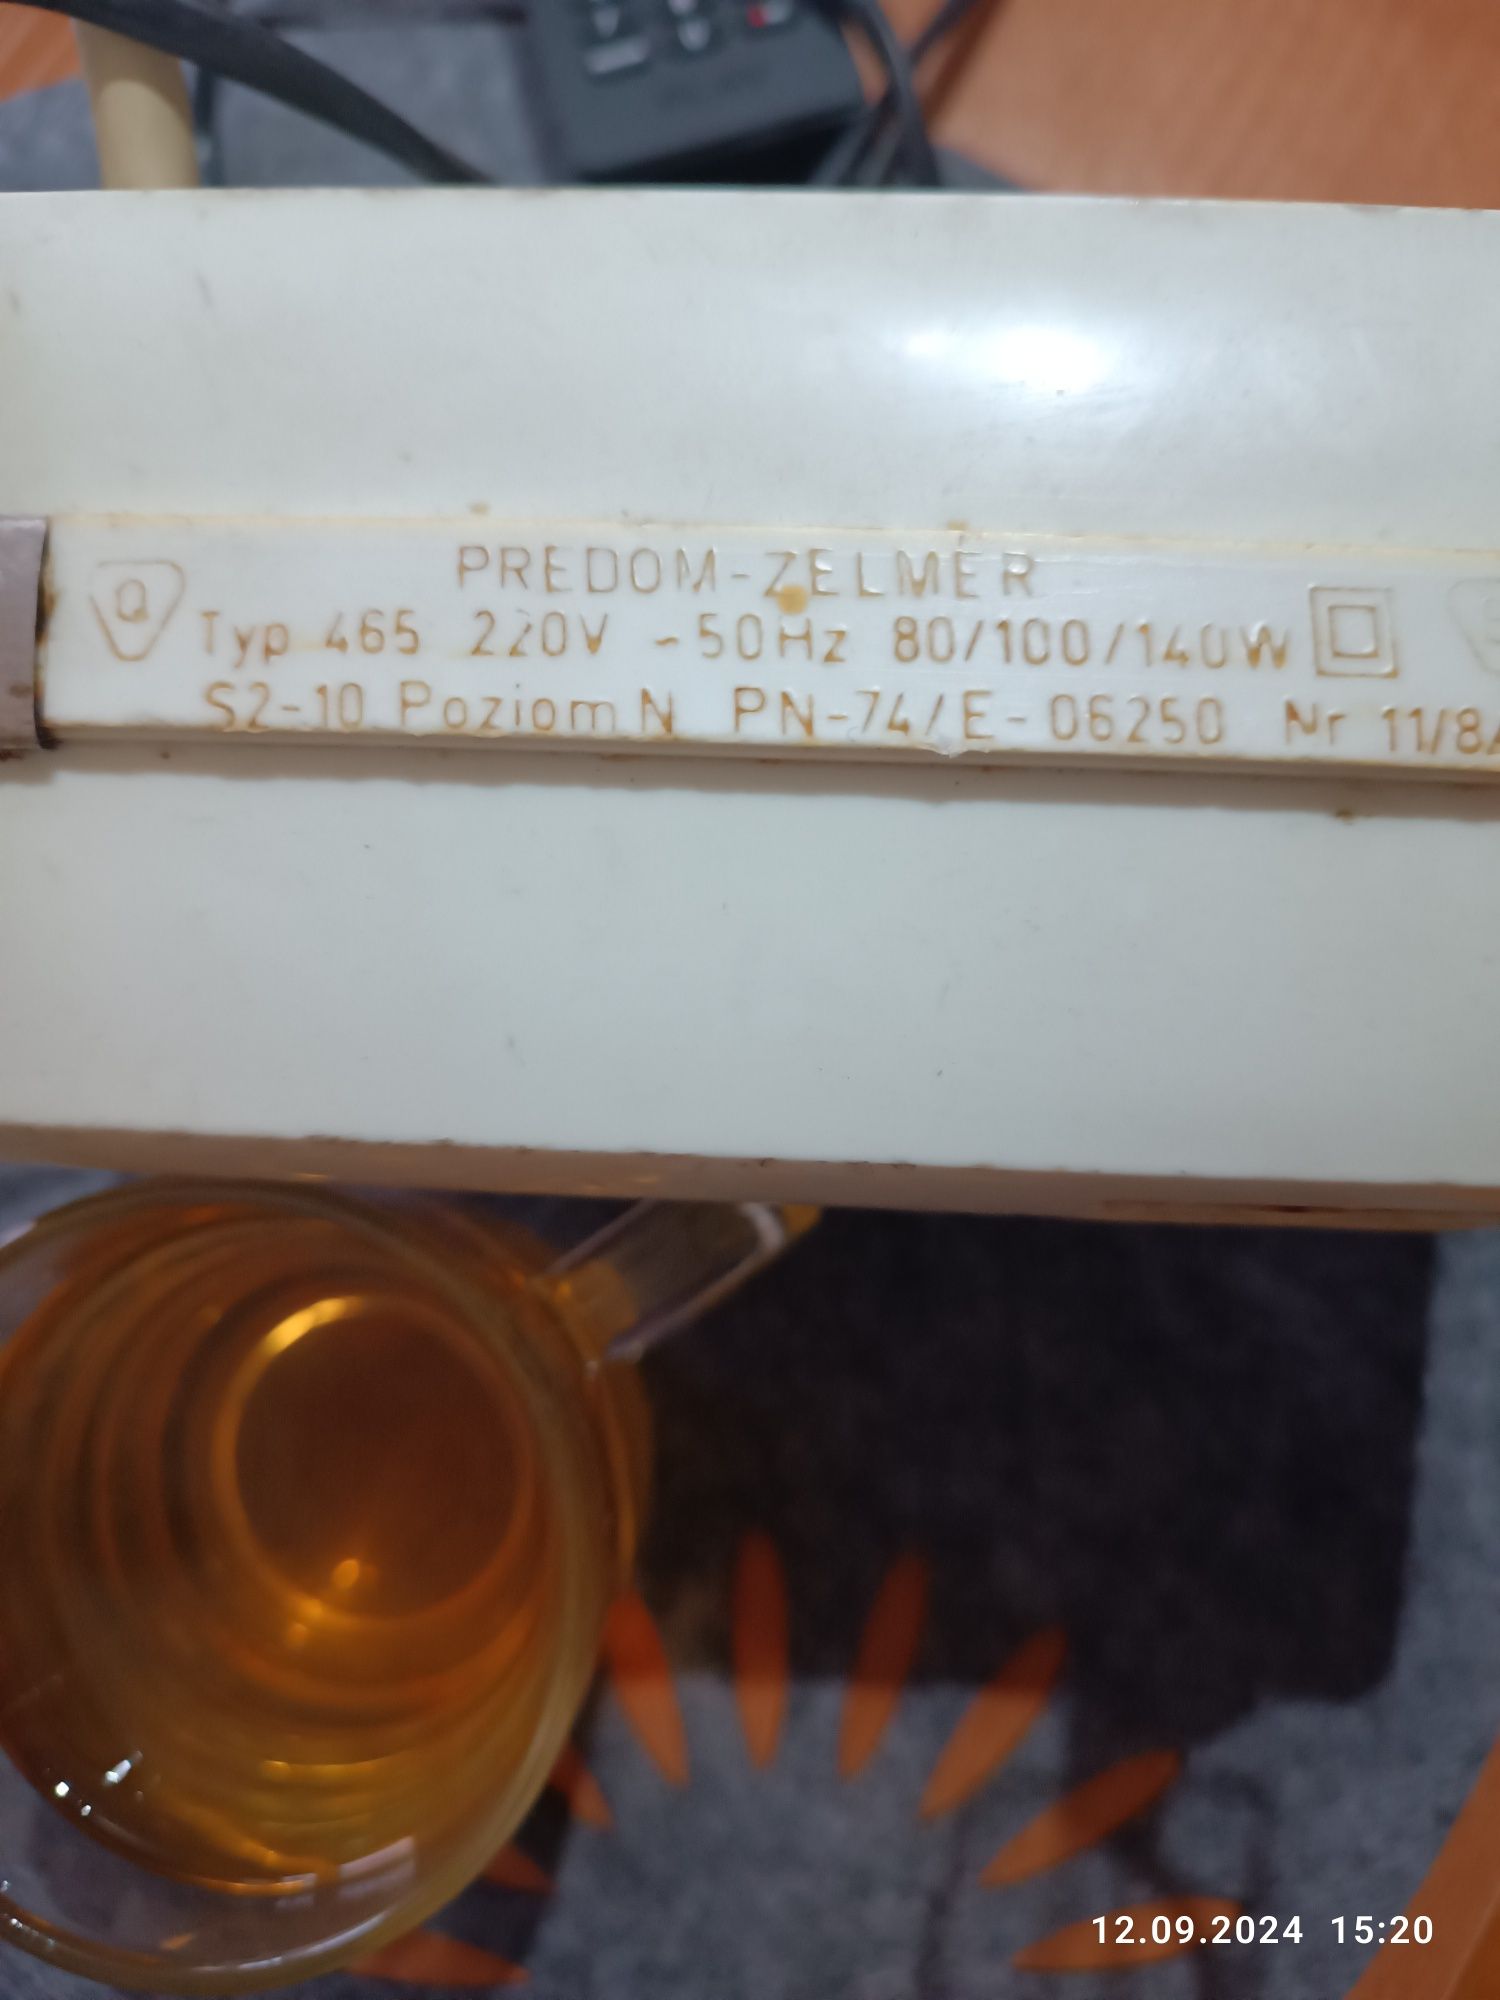 PREDOM-ZELMER
Q
Typ 465 220V ~50Hz 80/100/140W
S2-10 Poziom N PN-74/E-06250 Nr 11/8
12.09.2024 15:20